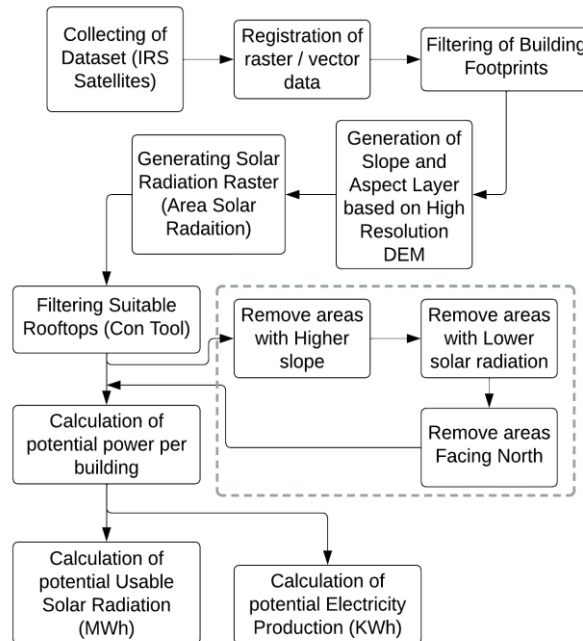 Collecting of
Dataset (IRS
Satellites)
Registration of
raster / vector
data
Filtering of Building
Footprints
Generating Solar
Radiation Raster
(Area Solar
Radaition)
Generation of
Slope and
Aspect Layer
based on High
Resolution
DEM
Filtering Suitable
Rooftops (Con Tool)
Remove areas
with Higher
slope
Remove areas
with Lower
solar radiation
Calculation of
potential power per
building
Remove areas
Facing North
Calculation of
potential Usable
Solar Radiation
(MWh)
Calculation of
potential Electricity
Production (KWh)